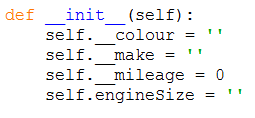 def __init__(self):
    self.__colour = ''
    self.__make = ''
    self.__mileage = 0
    self.engineSize = ''